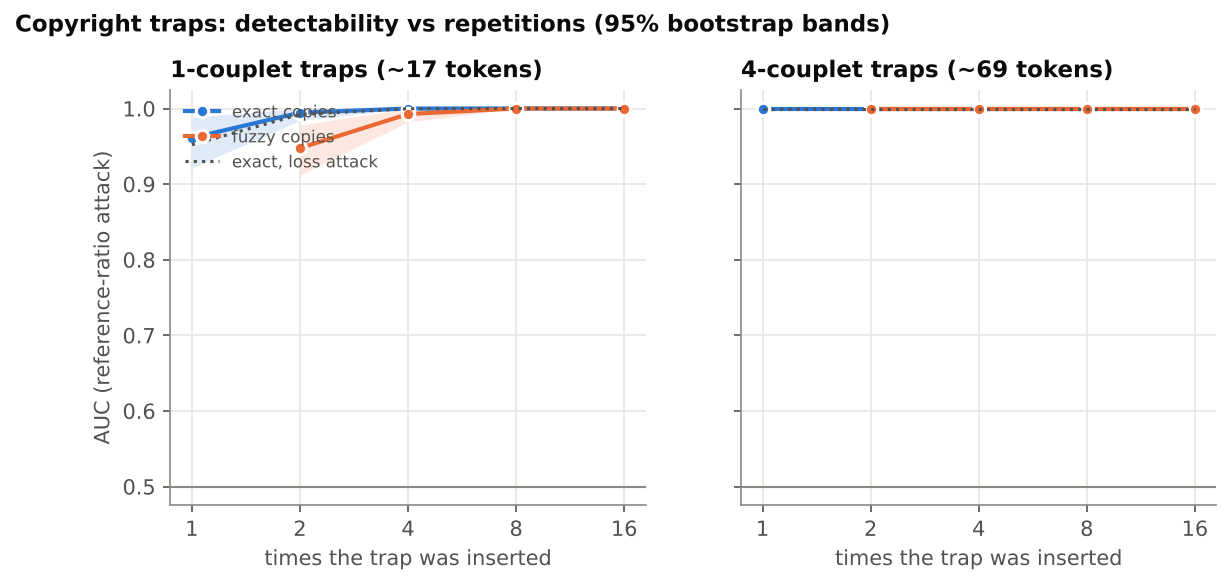 Copyright traps: detectability vs repetitions (95% bootstrap bands)
1-couplet traps (~17 tokens)
4-couplet traps (~69 tokens)
exact copies
fuzzy copies
exact, loss attack
AUC (reference-ratio attack)
1.0
0.9
0.8
0.7
0.6
0.5
1 2 4 8 16
times the trap was inserted
1 2 4 8 16
times the trap was inserted